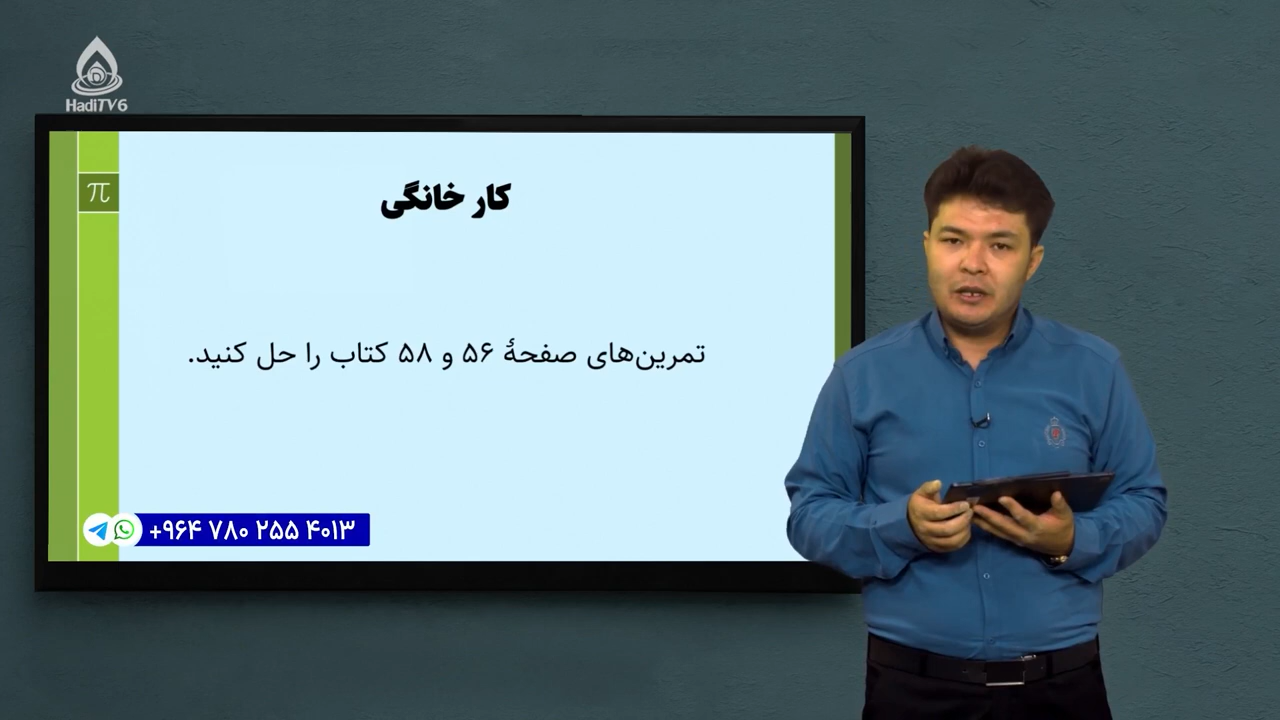 HadiTV6
π
کار خانگی
تمرین‌های صفحهٔ ۵۶ و ۵۸ کتاب را حل کنید.
+۹۶۴ ۷۸۰ ۲۵۵ ۴۰۱۳